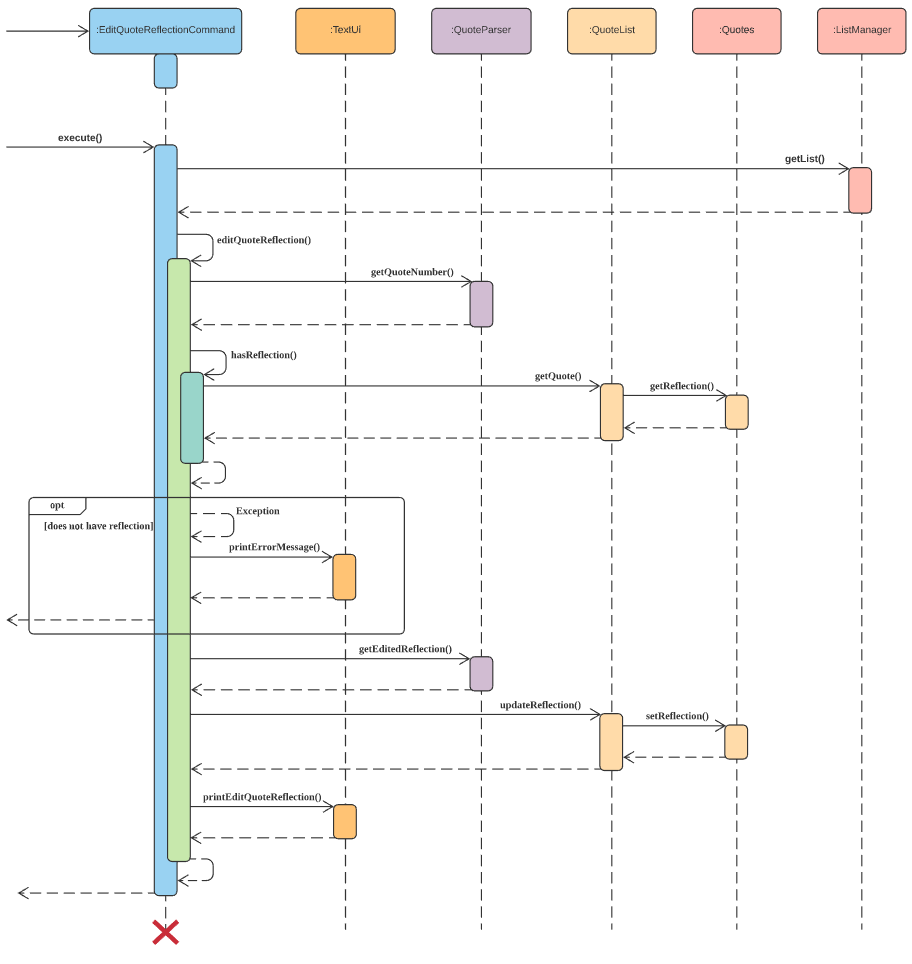 :EditQuoteReflectionCommand
:TextUi
:QuoteParser
:QuoteList
:Quotes
:ListManager
execute()
getList()
editQuoteReflection()
getQuoteNumber()
hasReflection()
getQuote()
getReflection()
opt
Exception
[does not have reflection]
printErrorMessage()
getEditedReflection()
updateReflection()
setReflection()
printEditQuoteReflection()